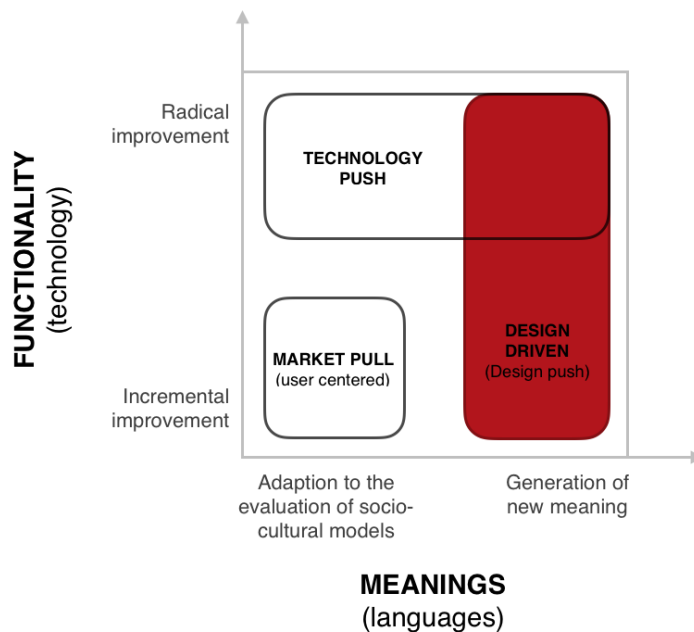 Radical
improvement
TECHNOLOGY
PUSH
FUNCTIONALITY
(technology)
MARKET PULL
(user centered)
DESIGN
DRIVEN
(Design push)
Incremental
improvement
Adaption to the
evaluation of socio-
cultural models
Generation of
new meaning
MEANINGS
(languages)